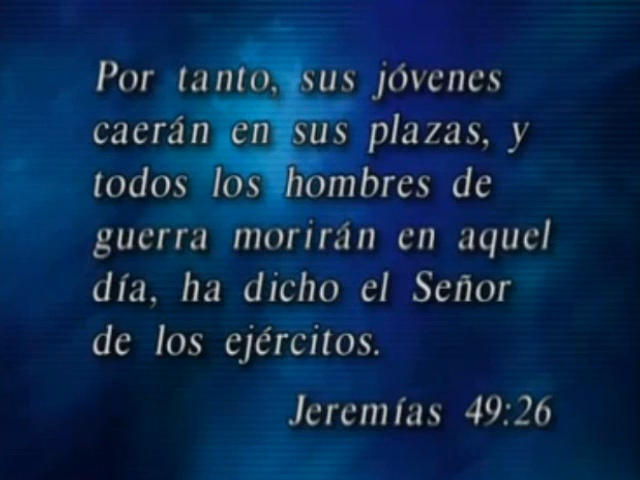 Por tanto, sus jóvenes
caerán en sus plazas, y
todos los hombres de
guerra morirán en aquel
día, ha dicho el Señor
de los ejércitos.
Jeremías 49:26